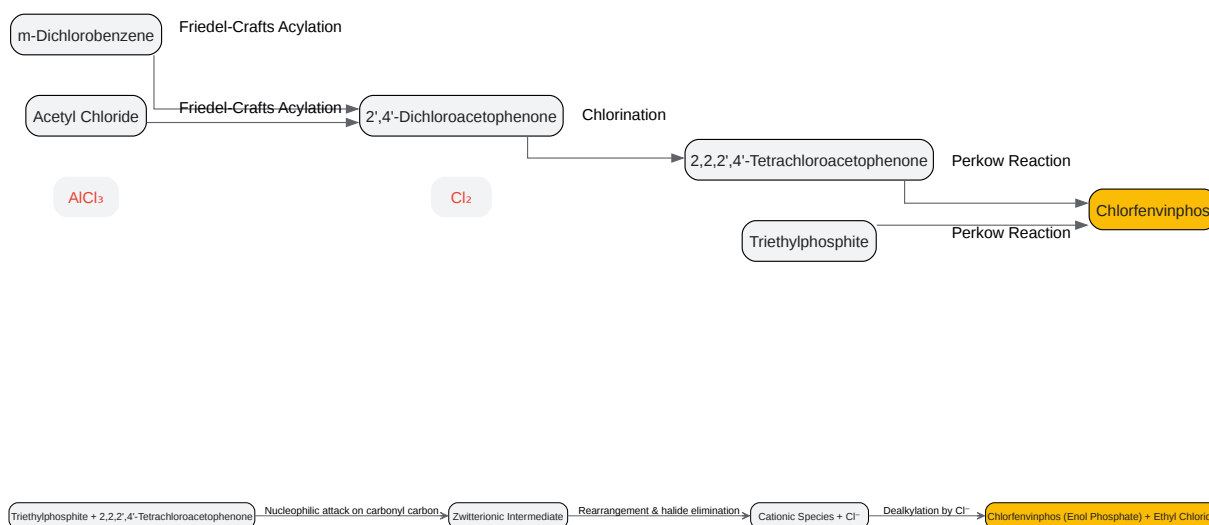 m-Dichlorobenzene
Friedel-Crafts Acylation
Acetyl Chloride
Friedel-Crafts Acylation
2',4'-Dichloroacetophenone
Chlorination
2,2,2',4'-Tetrachloroacetophenone
Perkow Reaction
AlCl₃
Cl₂
Chlorfenvinphos
Triethylphosphite
Perkow Reaction
Triethylphosphite + 2,2,2',4'-Tetrachloroacetophenone
Nucleophilic attack on carbonyl carbon
Zwitterionic Intermediate
Rearrangement & halide elimination
Cationic Species + Cl⁻
Dealkylation by Cl⁻
Chlorfenvinphos (Enol Phosphate) + Ethyl Chlorid